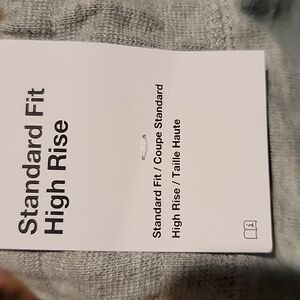 Standard Fit
High Rise
Standard Fit / Coupe Standard
High Rise / Taille Haute